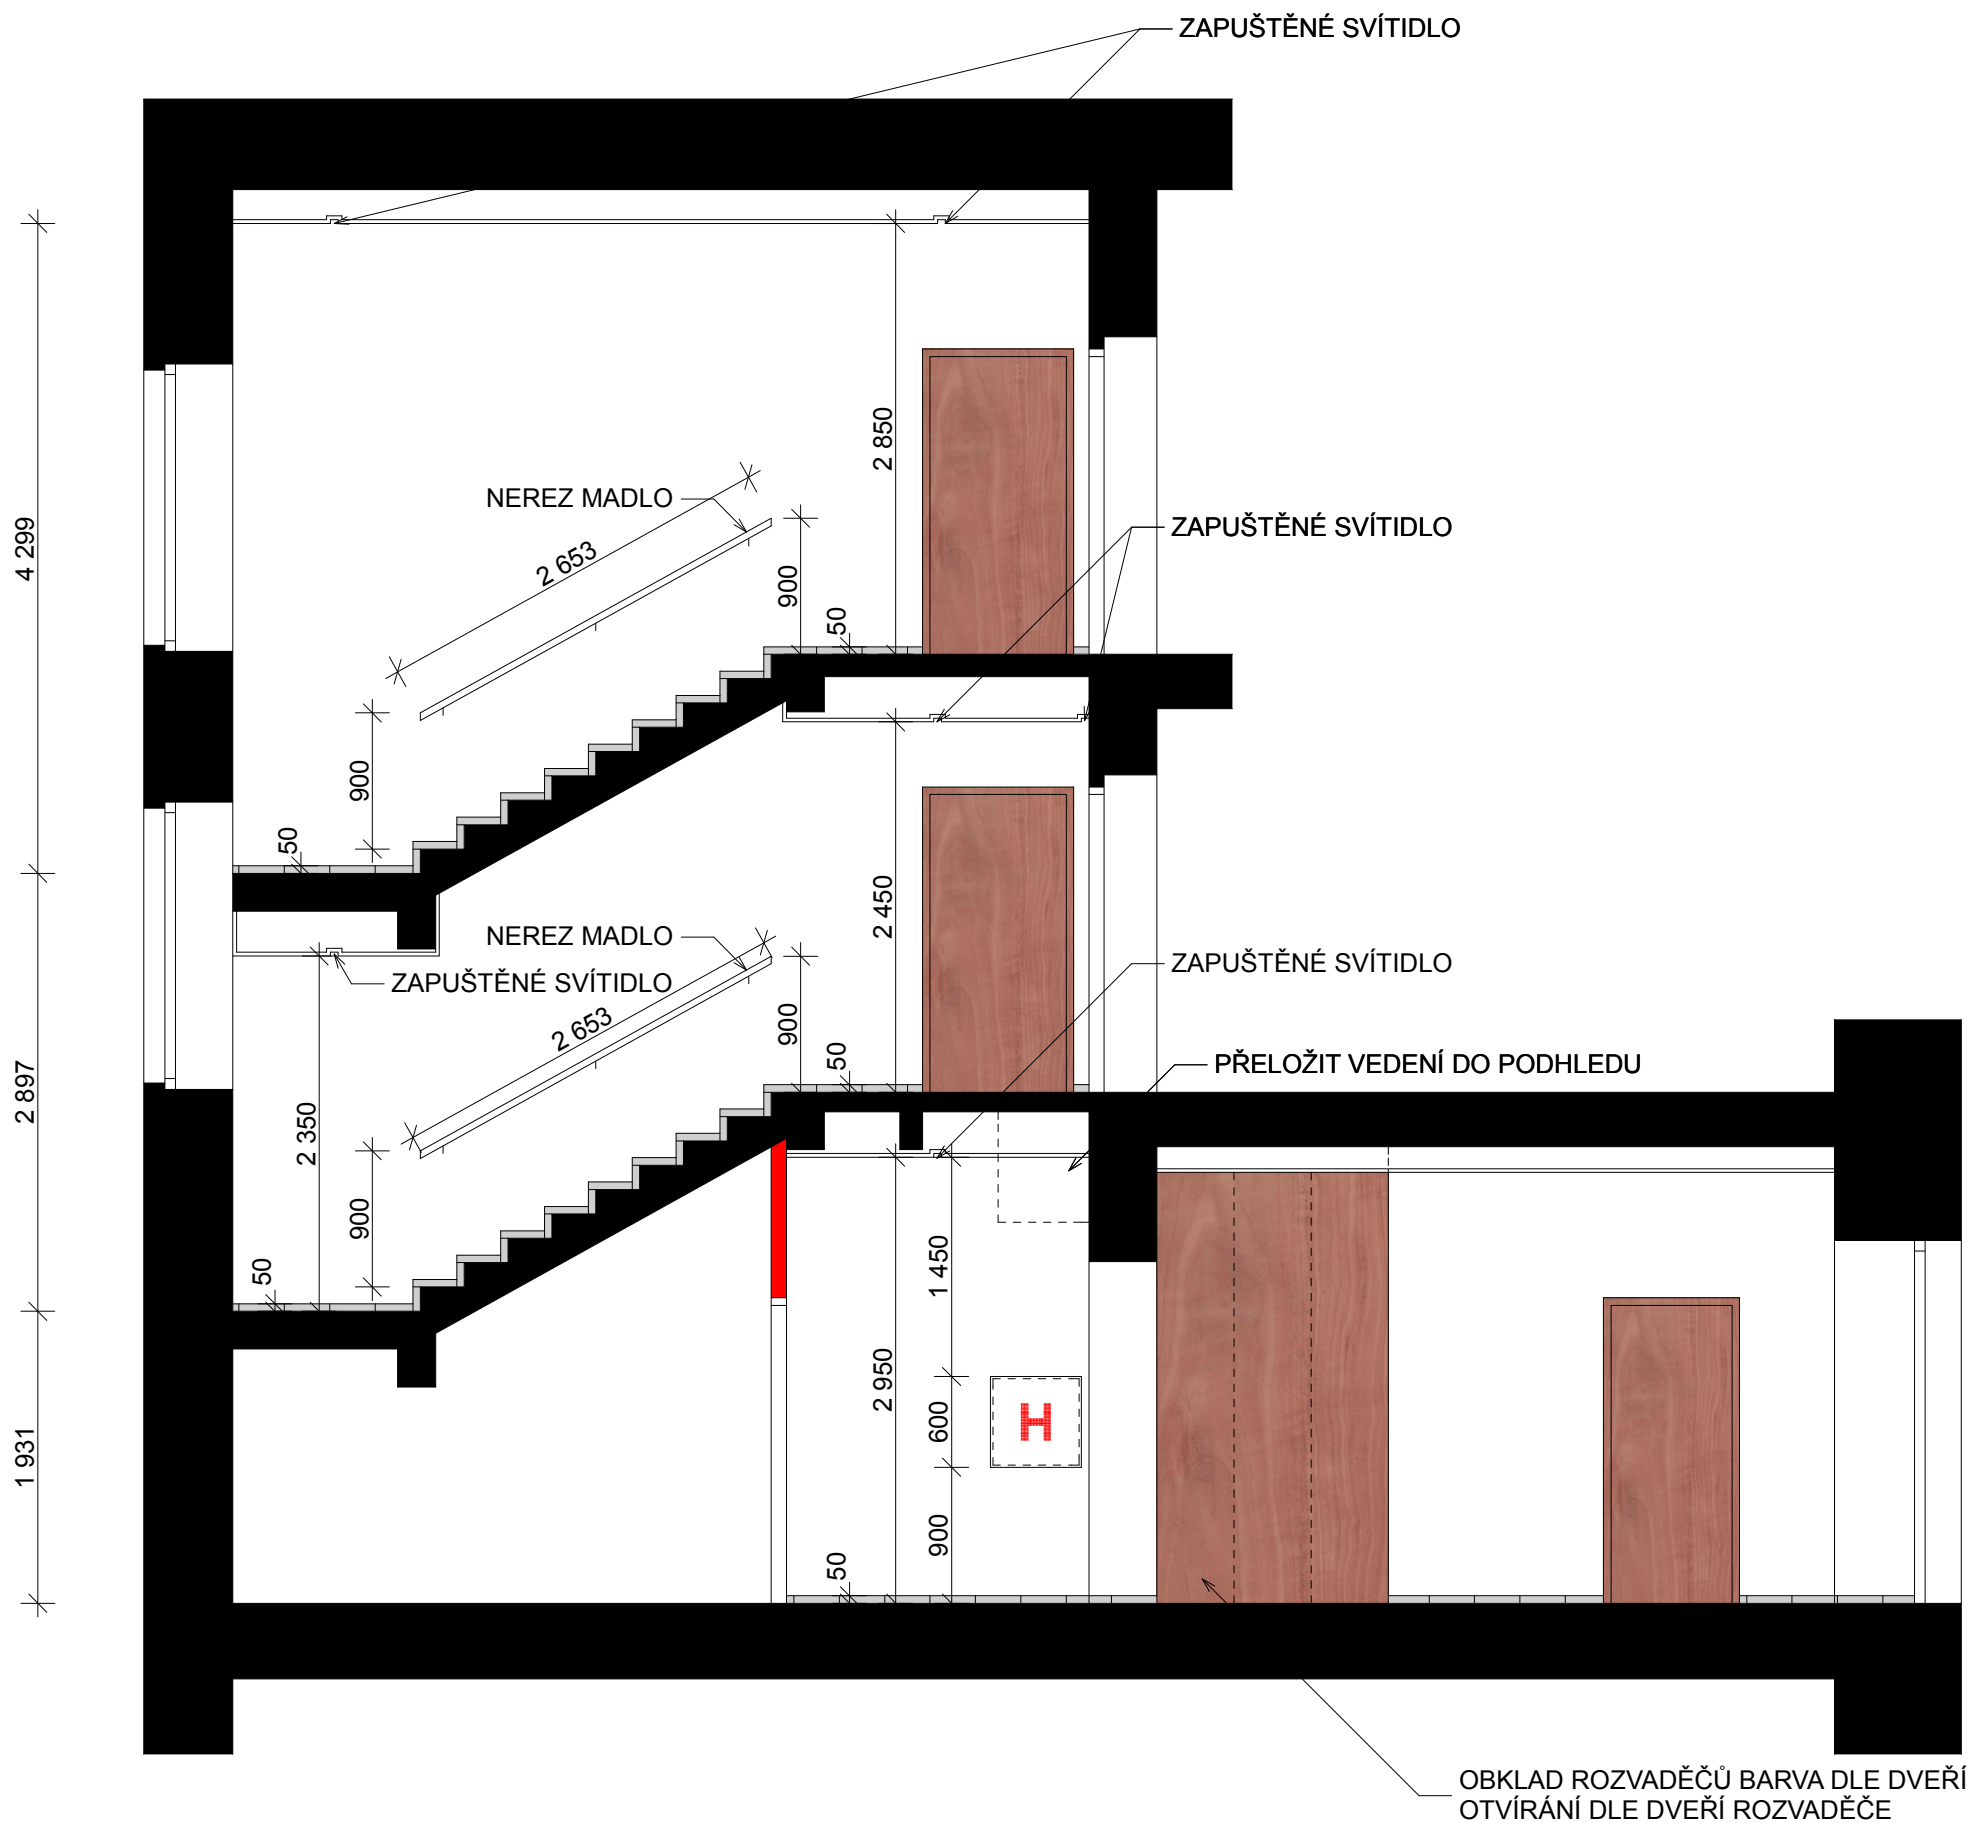 ZAPUŠTĚNÉ SVÍTIDLO
4 299
2 850
NEREZ MADLO
2 653
900
50
ZAPUŠTĚNÉ SVÍTIDLO
900
50
2 897
2 450
NEREZ MADLO
ZAPUŠTĚNÉ SVÍTIDLO
ZAPUŠTĚNÉ SVÍTIDLO
2 653
900
50
PŘELOŽIT VEDENÍ DO PODHLEDU
2 350
900
50
1 931
1 450
2 950
600
H
900
50
OBKLAD ROZVADĚČŮ BARVA DLE DVEŘÍ
OTVÍRÁNÍ DLE DVEŘÍ ROZVADĚČE